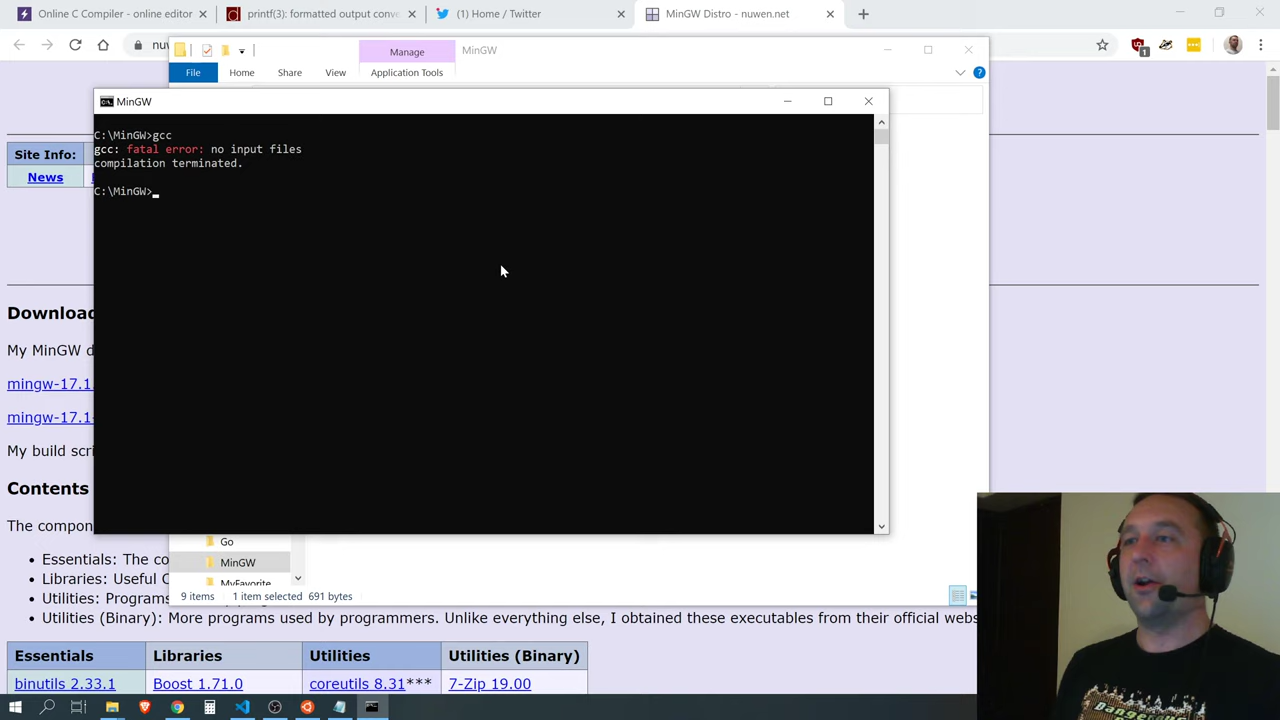 Online C Compiler - online editor
printf(3): formatted output conve
(1) Home / Twitter
MinGW Distro - nuwen.net
nuw
1
Manage
MinGW
File
Home
Share
View
Application Tools
MinGW
C:\MinGW>gcc
gcc: fatal error: no input files
compilation terminated.
C:\MinGW>
Site Info:
News
Download
My MinGW d
mingw-17.1
mingw-17.1-
My build scri
Contents
The compon
Essentials: The co
Libraries: Useful C
Utilities: Programs
Utilities (Binary): More programs used by programmers. Unlike everything else, I obtained these executables from their official webs
Go
MinGW
MyFavorite
9 items
1 item selected 691 bytes
Essentials
Libraries
Utilities
Utilities (Binary)
binutils 2.33.1
Boost 1.71.0
coreutils 8.31***
7-Zip 19.00